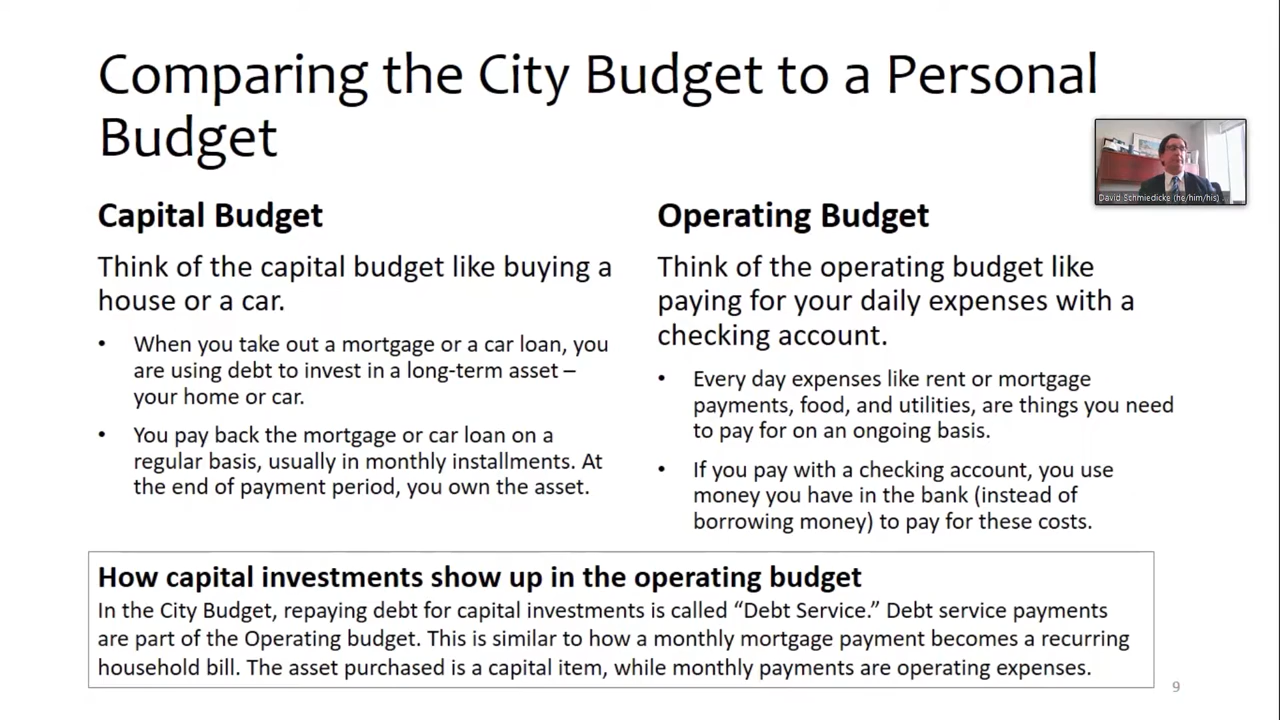 Comparing the City Budget to a Personal
Budget
David Schmiedicke (he/him/his)
Capital Budget
Think of the capital budget like buying a
house or a car.
• When you take out a mortgage or a car loan, you
are using debt to invest in a long-term asset –
your home or car.
• You pay back the mortgage or car loan on a
regular basis, usually in monthly installments. At
the end of payment period, you own the asset.
Operating Budget
Think of the operating budget like
paying for your daily expenses with a
checking account.
• Every day expenses like rent or mortgage
payments, food, and utilities, are things you need
to pay for on an ongoing basis.
• If you pay with a checking account, you use
money you have in the bank (instead of
borrowing money) to pay for these costs.
How capital investments show up in the operating budget
In the City Budget, repaying debt for capital investments is called “Debt Service.” Debt service payments
are part of the Operating budget. This is similar to how a monthly mortgage payment becomes a recurring
household bill. The asset purchased is a capital item, while monthly payments are operating expenses.
9